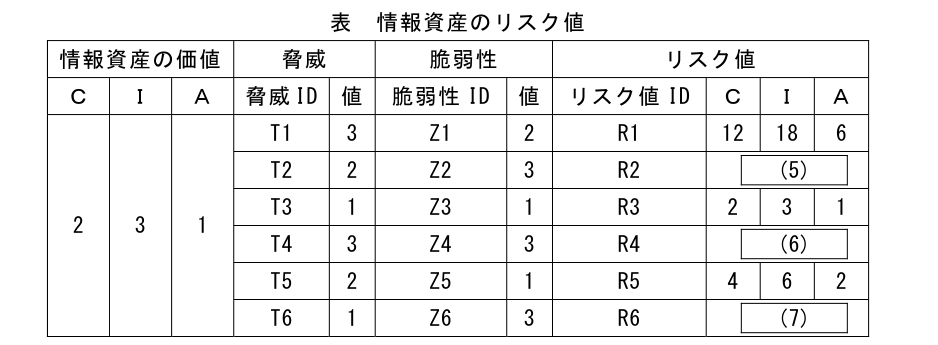 表　情報資産のリスク値
情報資産の価値 脅威 脆弱性 リスク値
C I A 脅威 ID 値 脆弱性 ID 値 リスク値 ID C I A
T1 3 Z1 2 R1 12 18 6
T2 2 Z2 3 R2 (5)
2 3 1 T3 1 Z3 1 R3 2 3 1
T4 3 Z4 3 R4 (6)
T5 2 Z5 1 R5 4 6 2
T6 1 Z6 3 R6 (7)